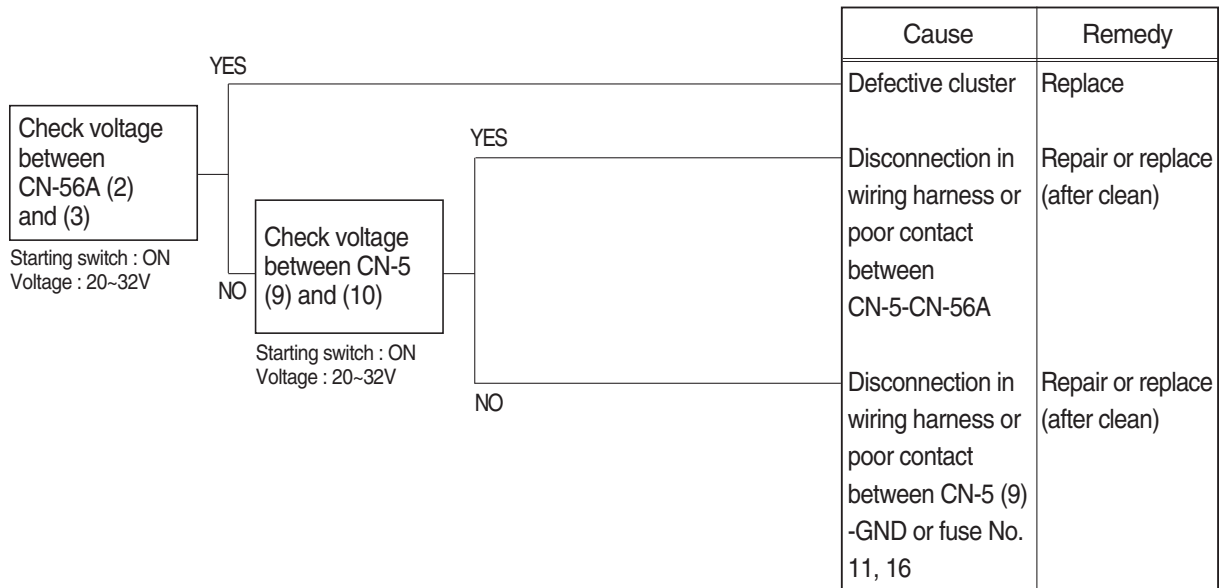 YES
Check voltage
between
CN-56A (2)
and (3)
Starting switch : ON
Voltage : 20~32V
NO
Check voltage
between CN-5
(9) and (10)
Starting switch : ON
Voltage : 20~32V
YES
NO
Cause Remedy
Defective cluster Replace
Disconnection in Repair or replace
wiring harness or (after clean)
poor contact
between
CN-5-CN-56A
Disconnection in Repair or replace
wiring harness or (after clean)
poor contact
between CN-5 (9)
-GND or fuse No.
11, 16